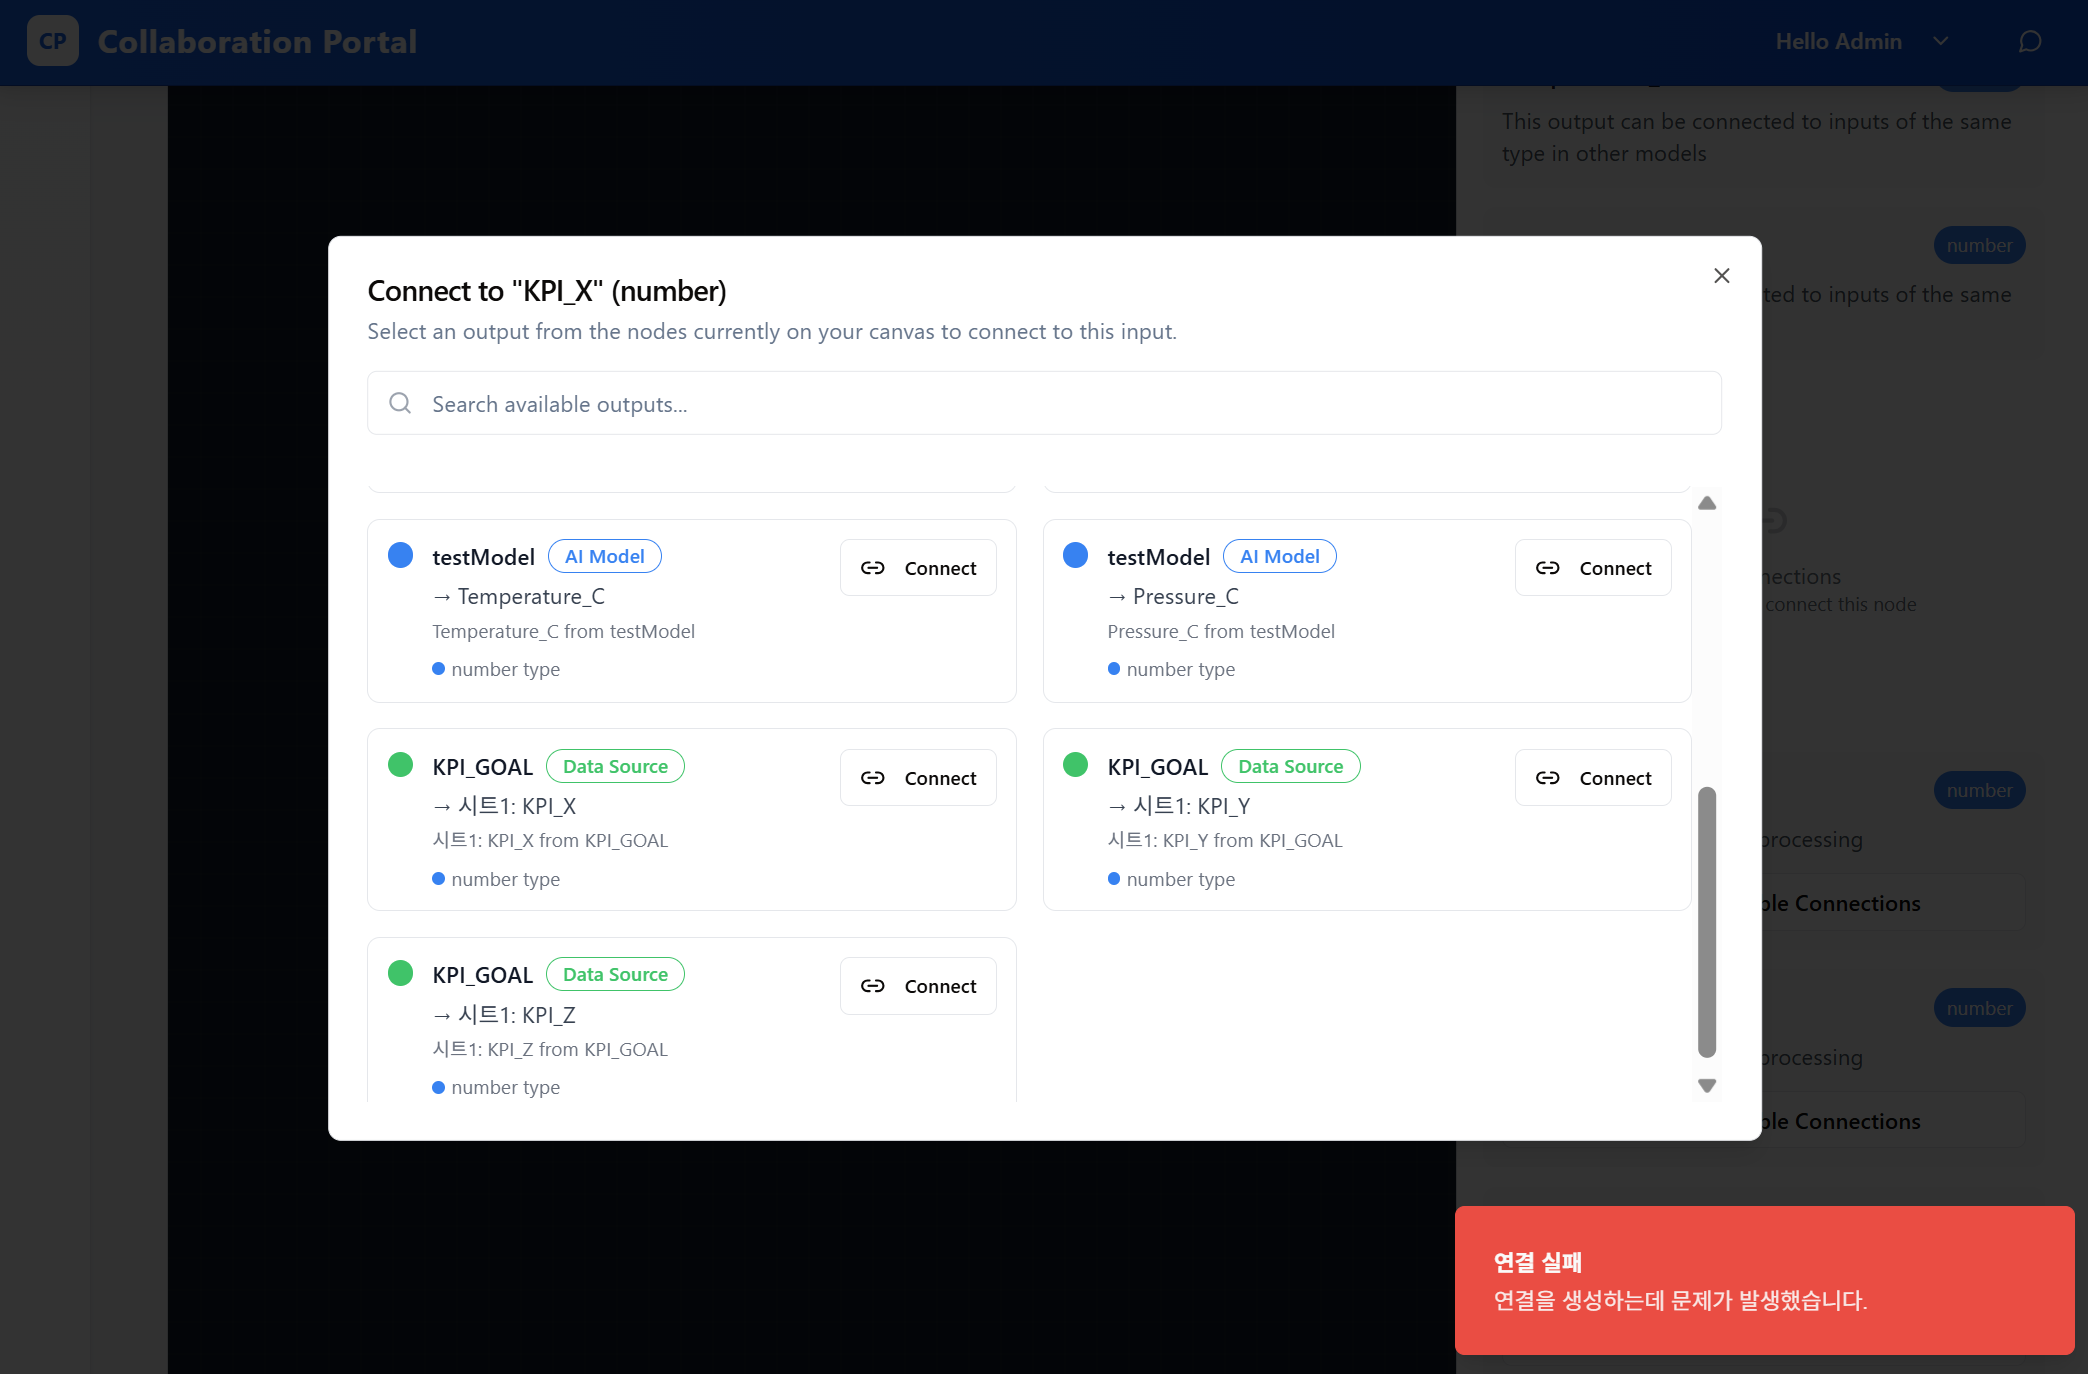 CP Collaboration Portal
Hello Admin
This output can be connected to inputs of the same
type in other models
number
ted to inputs of the same
Connect to "KPI_X" (number)
Select an output from the nodes currently on your canvas to connect to this input.
Search available outputs...
testModel AI Model
Connect
→ Temperature_C
Temperature_C from testModel
number type
testModel AI Model
Connect
→ Pressure_C
Pressure_C from testModel
number type
KPI_GOAL Data Source
Connect
→ 시트1: KPI_X
시트1: KPI_X from KPI_GOAL
number type
KPI_GOAL Data Source
Connect
→ 시트1: KPI_Y
시트1: KPI_Y from KPI_GOAL
number type
KPI_GOAL Data Source
Connect
→ 시트1: KPI_Z
시트1: KPI_Z from KPI_GOAL
number type
nections
connect this node
number
processing
ble Connections
number
processing
ble Connections
연결 실패
연결을 생성하는데 문제가 발생했습니다.